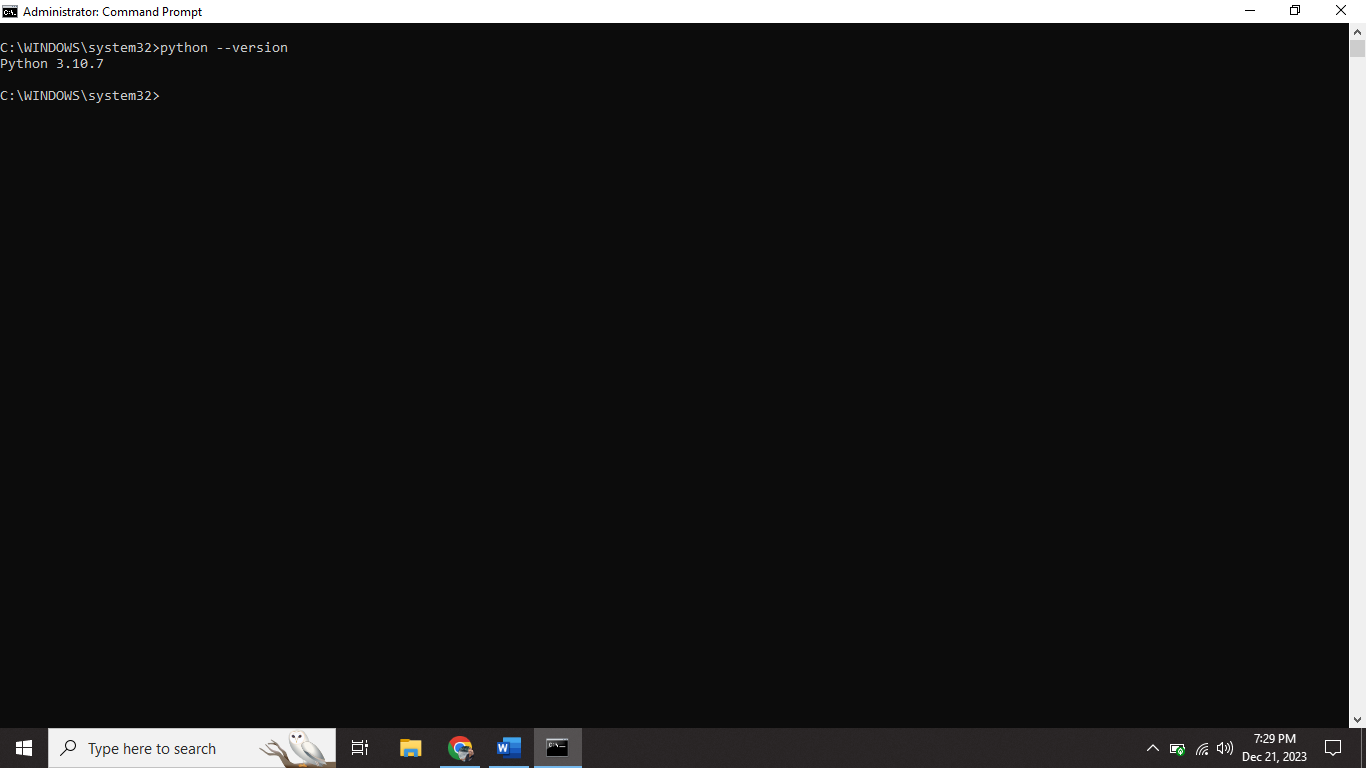 Administrator: Command Prompt
C:\WINDOWS\system32>python --version
Python 3.10.7
C:\WINDOWS\system32>
Type here to search
7:29 PM
Dec 21, 2023